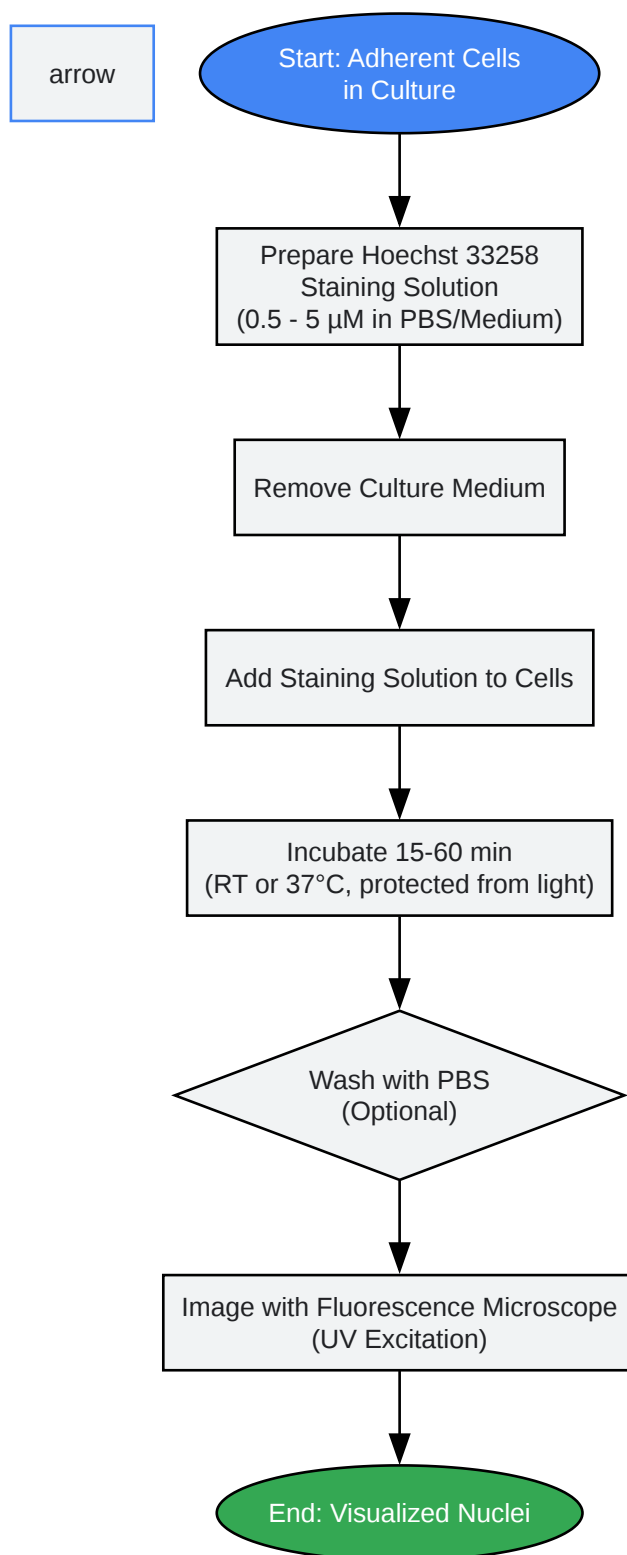 arrow
Start: Adherent Cells
in Culture
Prepare Hoechst 33258
Staining Solution
(0.5 - 5 µM in PBS/Medium)
Remove Culture Medium
Add Staining Solution to Cells
Incubate 15-60 min
(RT or 37°C, protected from light)
Wash with PBS
(Optional)
Image with Fluorescence Microscope
(UV Excitation)
End: Visualized Nuclei